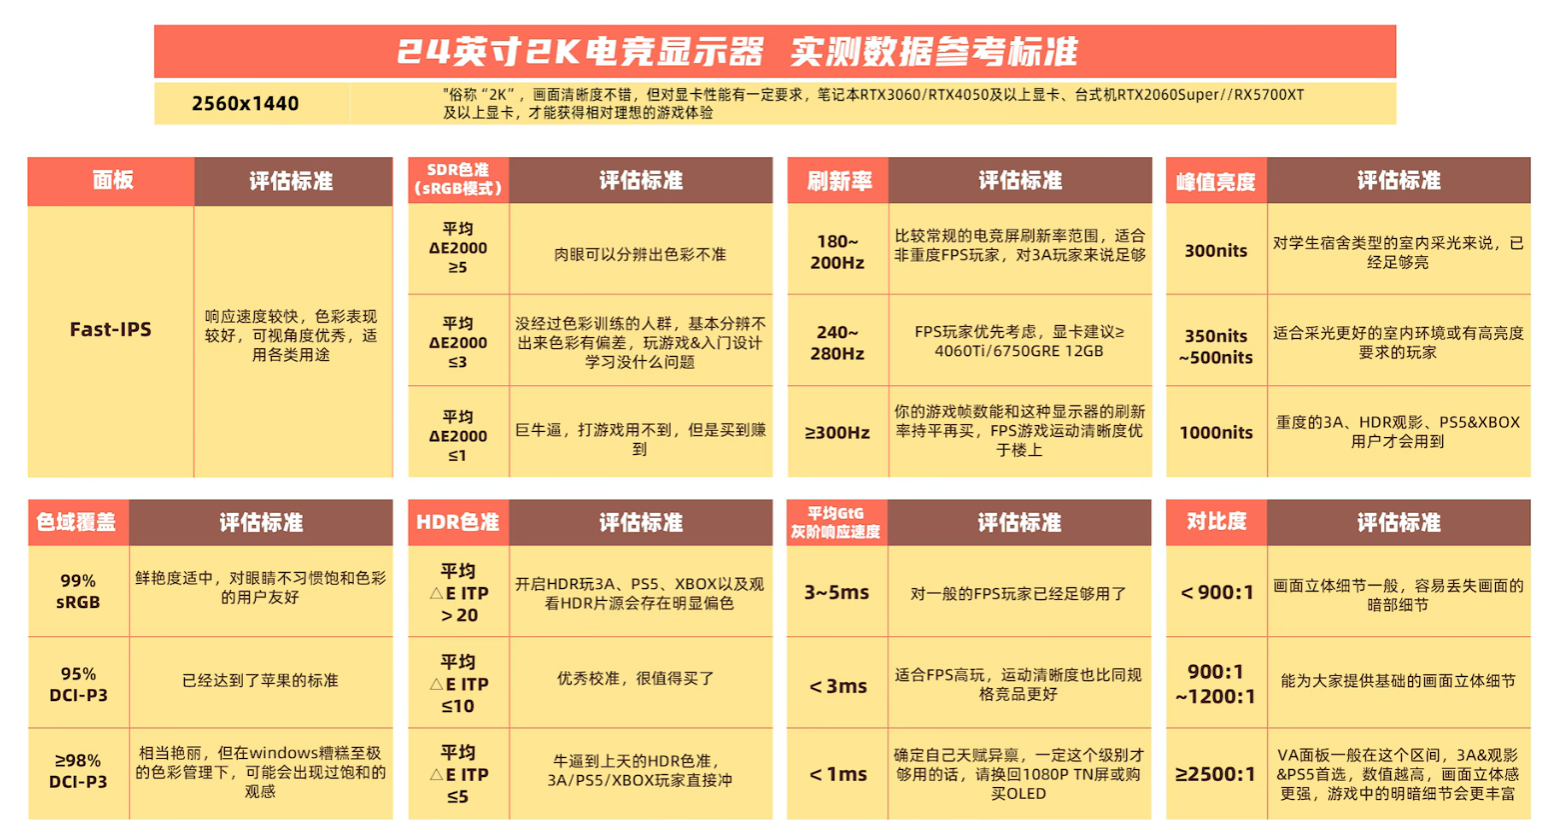 24英寸2K电竞显示器 实测数据参考标准
2560x1440
"俗称“2K”，画面清晰度不错，但对显卡性能有一定要求，笔记本RTX3060/RTX4050及以上显卡、台式机RTX2060Super//RX5700XT
及以上显卡，才能获得相对理想的游戏体验
面板
评估标准
Fast-IPS
响应速度较快，色彩表现
较好，可视角度优秀，适
用各类用途
SDR色准
（sRGB模式）
评估标准
平均
ΔE2000
≥5
肉眼可以分辨出色彩不准
平均
ΔE2000
≤3
没经过色彩训练的人群，基本分辨不
出来色彩有偏差，玩游戏&入门设计
学习没什么问题
平均
ΔE2000
≤1
巨牛逼，打游戏用不到，但是买到赚
到
刷新率
评估标准
180~
200Hz
比较常规的电竞屏刷新率范围，适合
非重度FPS玩家，对3A玩家来说足够
240~
280Hz
FPS玩家优先考虑，显卡建议≥
4060Ti/6750GRE 12GB
≥300Hz
你的游戏帧数能和这种显示器的刷新
率持平再买，FPS游戏运动清晰度优
于楼上
峰值亮度
评估标准
300nits
对学生宿舍类型的室内采光来说，已
经足够亮
350nits
~500nits
适合采光更好的室内环境或有高亮度
要求的玩家
1000nits
重度的3A、HDR观影、PS5&XBOX
用户才会用到
色域覆盖
评估标准
99%
sRGB
鲜艳度适中，对眼睛不习惯饱和色彩
的用户友好
95%
DCI-P3
已经达到了苹果的标准
≥98%
DCI-P3
相当艳丽，但在windows糟糕至极
的色彩管理下，可能会出现过饱和的
观感
HDR色准
评估标准
平均
△E ITP
＞20
开启HDR玩3A、PS5、XBOX以及观
看HDR片源会存在明显偏色
平均
△E ITP
≤10
优秀校准，很值得买了
平均
△E ITP
≤5
牛逼到上天的HDR色准，
3A/PS5/XBOX玩家直接冲
平均GtG
灰阶响应速度
评估标准
3~5ms
对一般的FPS玩家已经足够用了
＜3ms
适合FPS高玩，运动清晰度也比同规
格竞品更好
＜1ms
确定自己天赋异禀，一定这个级别才
够用的话，请换回1080P TN屏或购
买OLED
对比度
评估标准
＜900:1
画面立体细节一般，容易丢失画面的
暗部细节
900:1
~1200:1
能为大家提供基础的画面立体细节
≥2500:1
VA面板一般在这个区间，3A&观影
&PS5首选，数值越高，画面立体感
更强，游戏中的明暗细节会更丰富